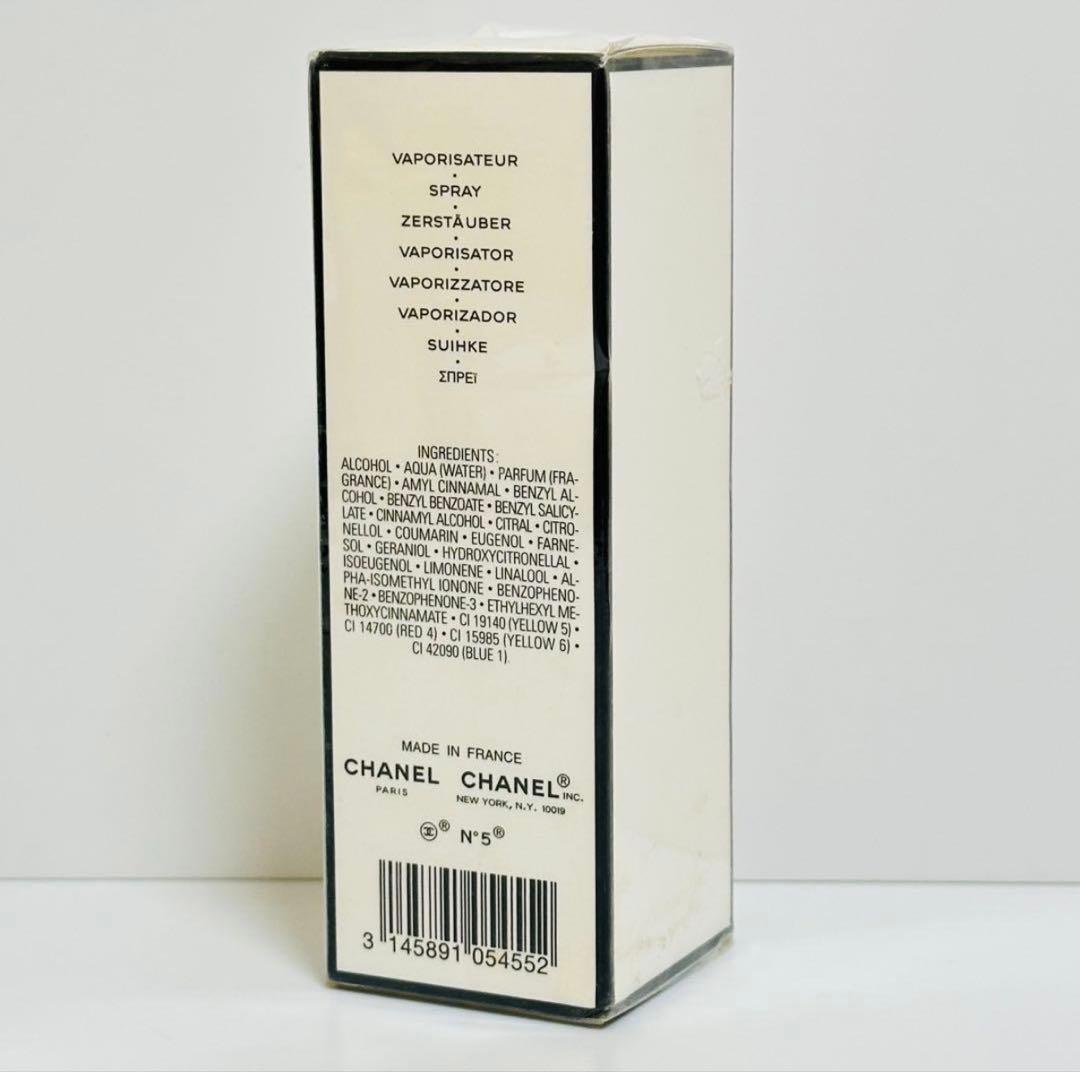 VAPORISATEUR
•
SPRAY
•
ZERSTÄUBER
•
VAPORISATOR
•
VAPORIZZATORE
•
VAPORIZADOR
•
SUIHKE
•
ΣΠΡΕΪ
INGREDIENTS:
ALCOHOL • AQUA (WATER) • PARFUM (FRA-
GRANCE) • AMYL CINNAMAL • BENZYL AL-
COHOL • BENZYL BENZOATE • BENZYL SALICY-
LATE • CINNAMYL ALCOHOL • CITRAL • CITRO-
NELLOL • COUMARIN • EUGENOL • FARNE-
SOL • GERANIOL • HYDROXYCITRONELLAL •
ISOEUGENOL • LIMONENE • LINALOOL • AL-
PHA-ISOMETHYL IONONE • BENZOPHENO-
NE-2 • BENZOPHENONE-3 • ETHYLHEXYL ME-
THOXYCINNAMATE • CI 19140 (YELLOW 5) •
CI 14700 (RED 4) • CI 15985 (YELLOW 6) •
CI 42090 (BLUE 1).
MADE IN FRANCE
CHANEL CHANEL® INC.
PARIS NEW YORK, N.Y. 10019
® N°5®
3 145891 054552